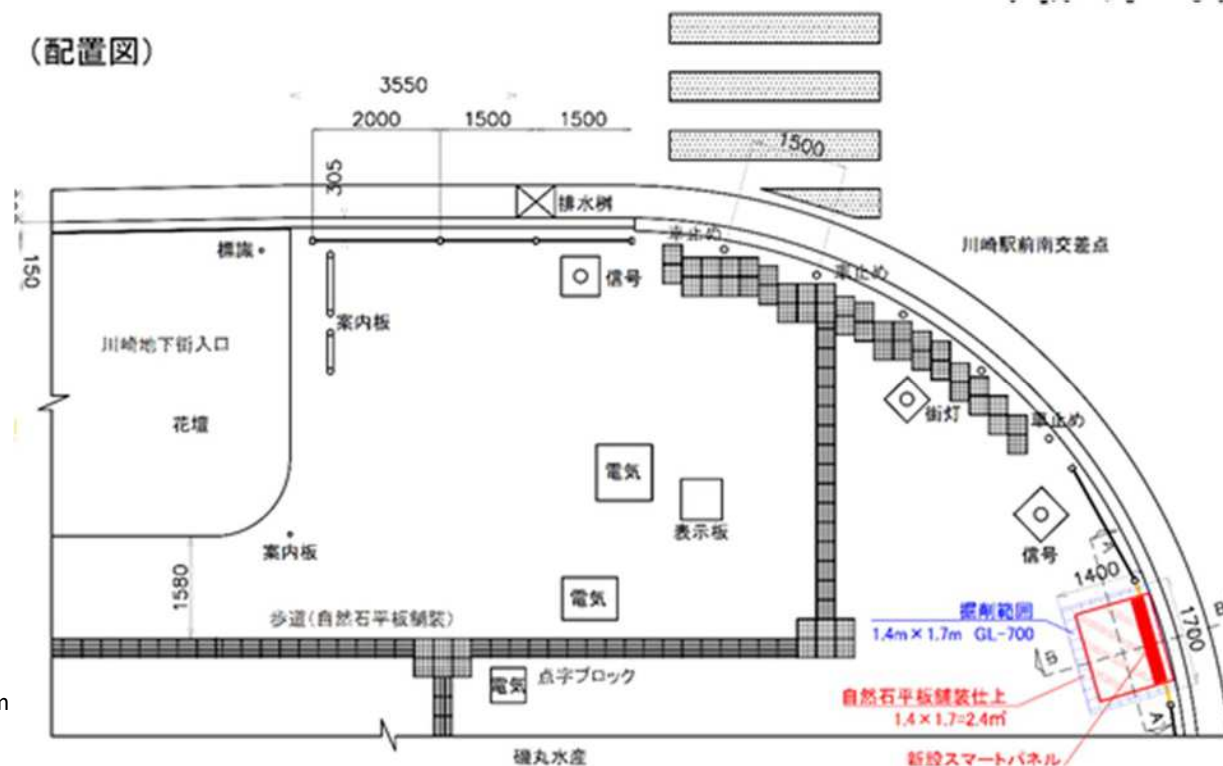 (配置図)
3550
2000
1500
1500
305
1500
排水桝
車止め
車止め
川崎駅前南交差点
標識
信号
150
案内板
川崎地下街入口
花壇
街灯
車止め
電気
表示板
信号
案内板
A
1400
1580
電気
掘削範囲
1.4m×1.7m GL-700
1700
B
歩道(自然石平板舗装)
B
電気
点字ブロック
自然石平板舗装仕上
1.4×1.7=2.4㎡
A
m
磯丸水産
新設スマートパネル